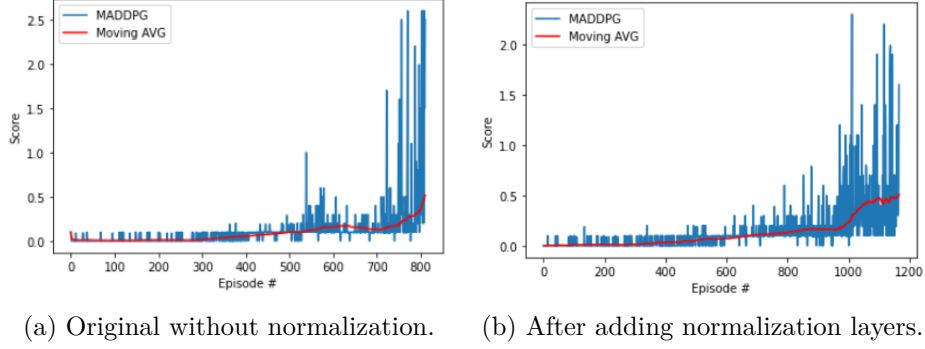 MADDPG
Moving AVG
2.5
2.0
1.5
1.0
0.5
0.0
Score
0 100 200 300 400 500 600 700 800
Episode #
MADDPG
Moving AVG
2.0
1.5
1.0
0.5
0.0
Score
0 200 400 600 800 1000 1200
Episode #
(a) Original without normalization.
(b) After adding normalization layers.